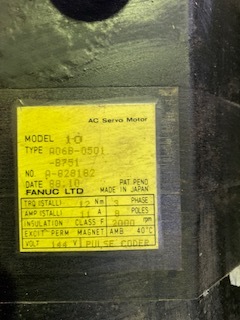 AC Servo Motor
MODEL 10
TYPE A06B-0501
-B751
NO. A-828182
DATE 88.10 PAT. PEND
FANUC LTD MADE IN JAPAN
TRQ (STALL) 12 Nm 3 PHASE
AMP (STALL) 11 A 8 POLES
INSULATION CLASS F 2000 rpm
EXCIT PERM MAGNET AMB 40°C
VOLT 144 V PULSE CODER